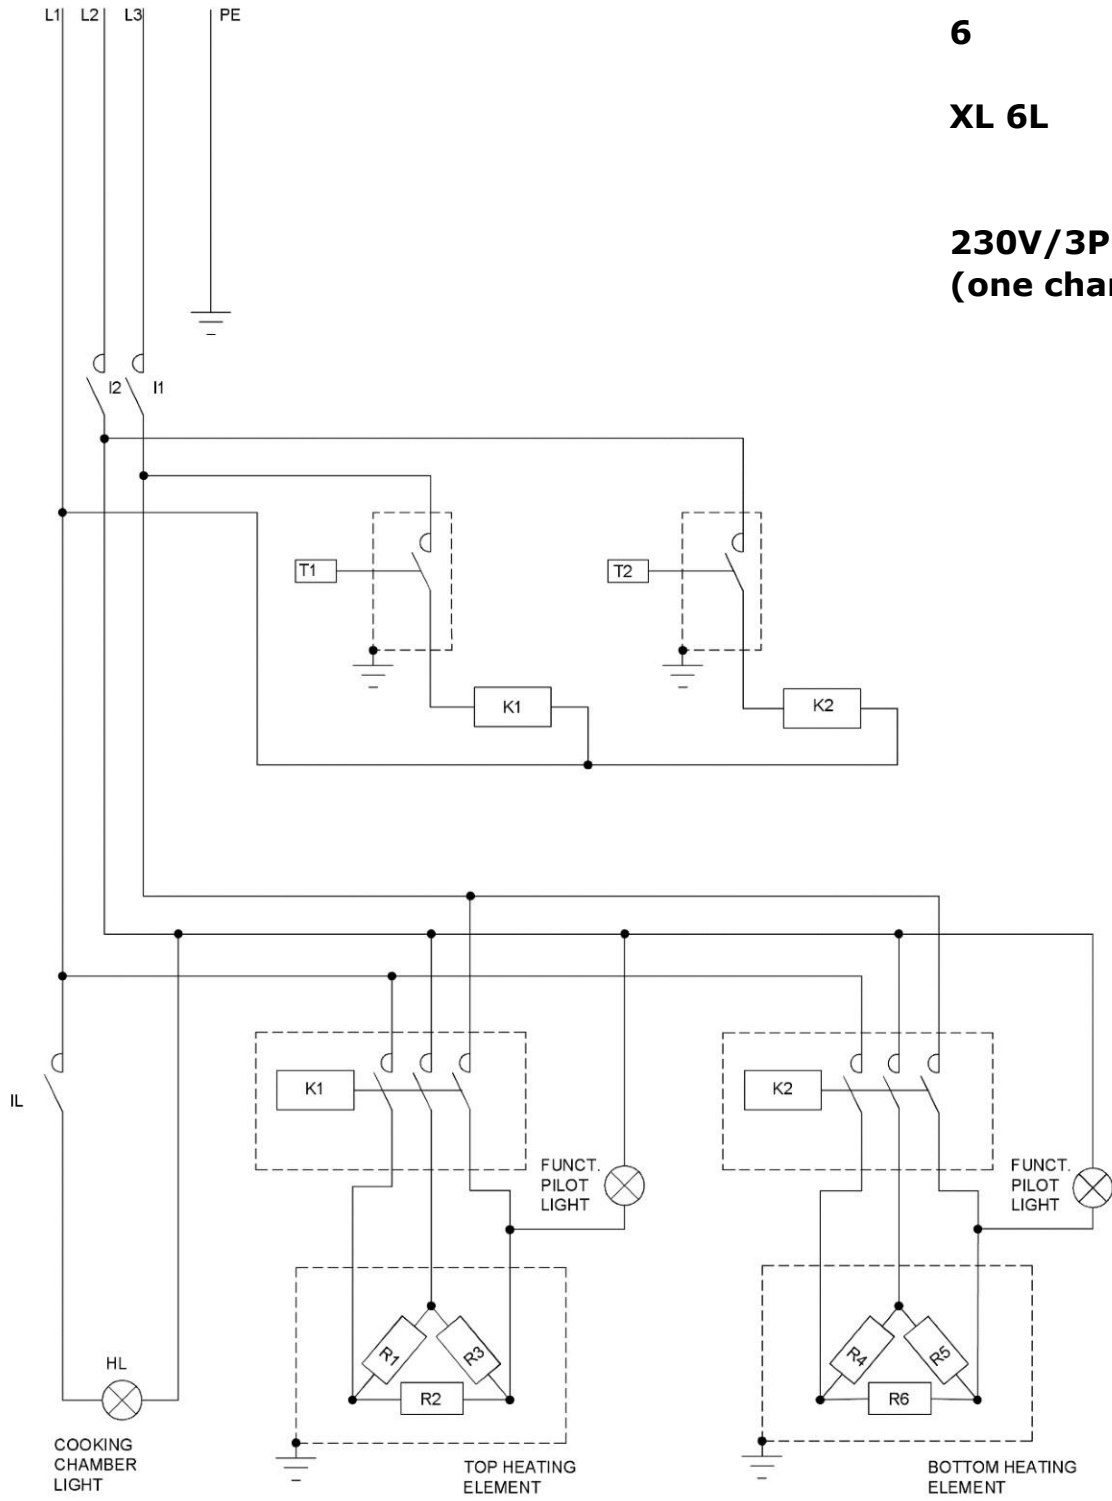 L1 L2 L3 PE
6
XL 6L
230V/3P
(one char
I2 I1
T1 T2
K1 K2
IL
K1 K2
FUNCT.
PILOT
LIGHT
FUNCT.
PILOT
LIGHT
R1 R3
R2
R4 R5
R6
HL
COOKING
CHAMBER
LIGHT
TOP HEATING
ELEMENT
BOTTOM HEATING
ELEMENT